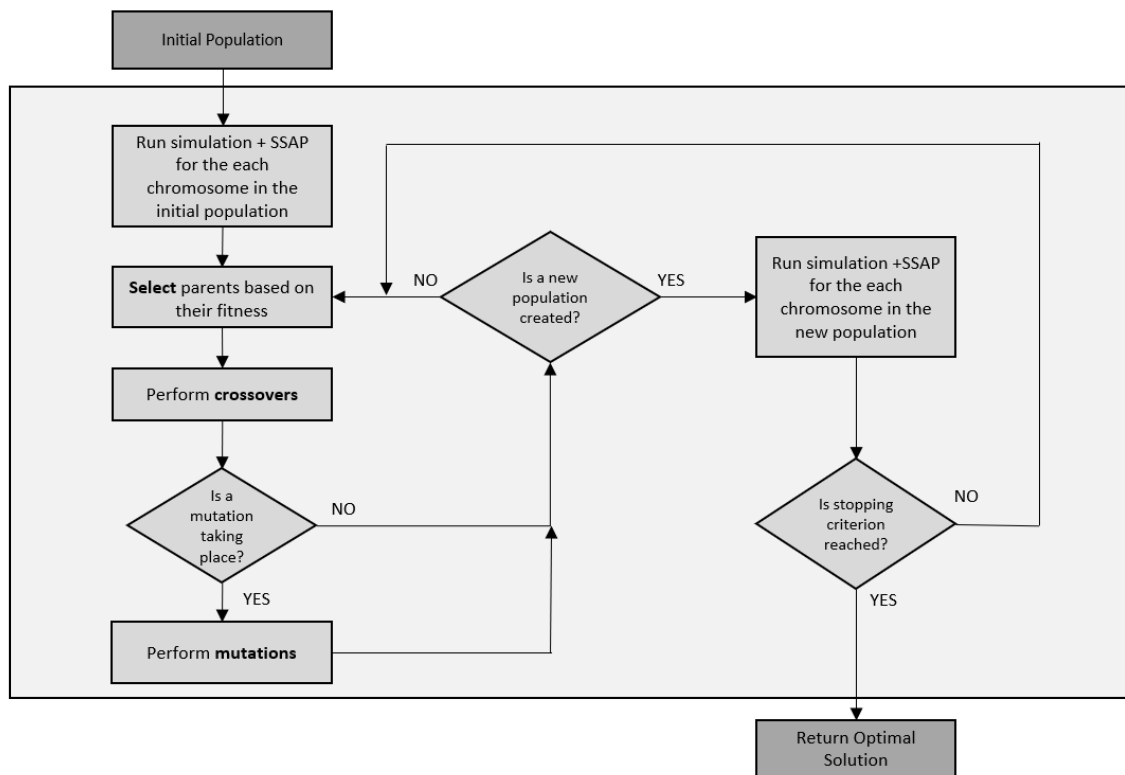 Initial Population
Run simulation + SSAP
for the each
chromosome in the
initial population
Select parents based on
their fitness
Perform crossovers
Is a
mutation
taking
place?
NO
YES
Perform mutations
Is a new
population
created?
NO
YES
Run simulation +SSAP
for the each
chromosome in the
new population
Is stopping
criterion
reached?
NO
YES
Return Optimal
Solution